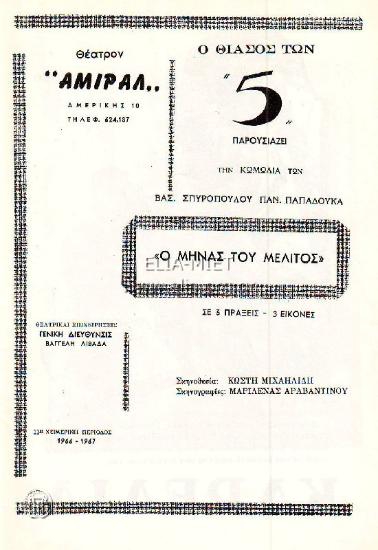 Θέατρον
"ΑΜΙΡΑΛ"
ΑΜΕΡΙΚΗΣ 10
ΤΗΛΕΦ. 624.187
Ο ΘΙΑΣΟΣ ΤΩΝ
"5"
ΠΑΡΟΥΣΙΑΖΕΙ
ΤΗΝ ΚΩΜΩΔΙΑ ΤΩΝ
ΒΑΣ. ΣΠΥΡΟΠΟΥΛΟΥ ΠΑΝ. ΠΑΠΑΔΟΥΚΑ
«Ο ΜΗΝΑΣ ΤΟΥ ΜΕΛΙΤΟΣ»
ELIA-MIET
ΣΕ 3 ΠΡΑΞΕΙΣ - 3 ΕΙΚΟΝΕΣ
ΘΕΑΤΡΙΚΑΙ ΕΠΙΧΕΙΡΗΣΕΙΣ
ΓΕΝΙΚΗ ΔΙΕΥΘΥΝΣΙΣ
ΒΑΓΓΕΛΗ ΛΙΒΑΔΑ
Σκηνοθεσία: ΚΩΣΤΗ ΜΙΧΑΗΛΙΔΗ
Σκηνογραφίες: ΜΑΡΙΛΕΝΑΣ ΑΡΑΒΑΝΤΙΝΟΥ
ΧΕΙΜΕΡΙΝΗ ΠΕΡΙΟΔΟΣ
1966 - 1967